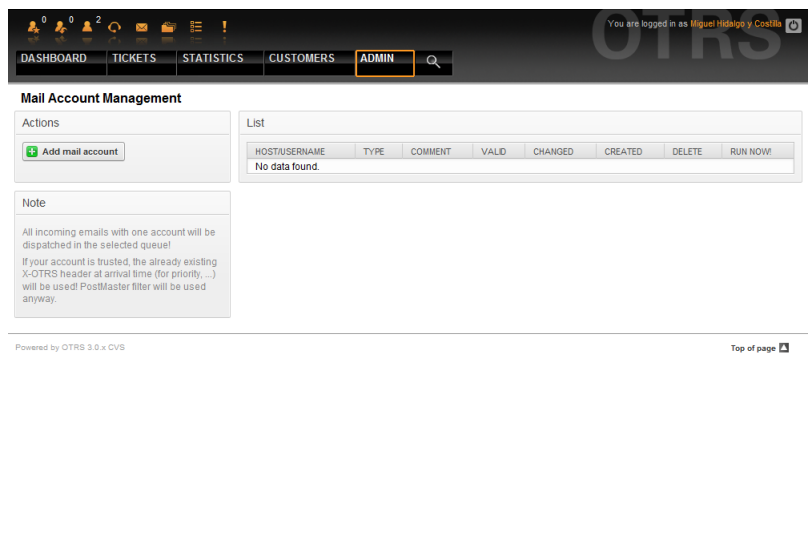 0 0 2
OTRS
You are logged in as Miguel Hidalgo y Costilla
DASHBOARD TICKETS STATISTICS CUSTOMERS ADMIN
Mail Account Management
Actions
Add mail account
List
HOST/USERNAME TYPE COMMENT VALID CHANGED CREATED DELETE RUN NOW!
No data found.
Note
All incoming emails with one account will be
dispatched in the selected queue!
If your account is trusted, the already existing
X-OTRS header at arrival time (for priority, ...)
will be used! PostMaster filter will be used
anyway.
Powered by OTRS 3.0.x CVS
Top of page